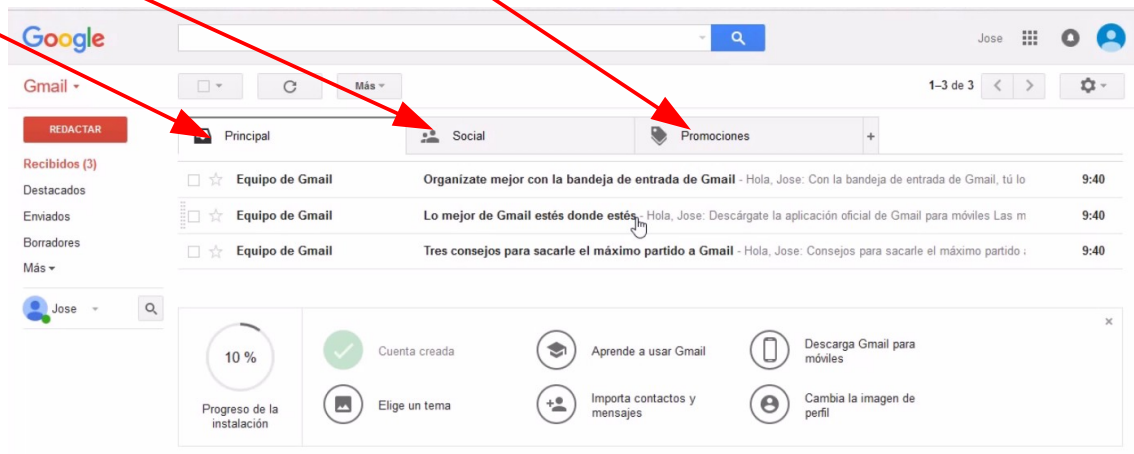 Google
Jose
Gmail
Más
1–3 de 3
REDACTAR
Principal
Social
Promociones
+
Recibidos (3)
Destacados
Enviados
Borradores
Más
Jose
Equipo de Gmail Organízate mejor con la bandeja de entrada de Gmail - Hola, Jose: Con la bandeja de entrada de Gmail, tú lo 9:40
Equipo de Gmail Lo mejor de Gmail estés donde estés - Hola, Jose: Descárgate la aplicación oficial de Gmail para móviles Las m 9:40
Equipo de Gmail Tres consejos para sacarle el máximo partido a Gmail - Hola, Jose: Consejos para sacarle el máximo partido 9:40
10 %
Progreso de la
instalación
Cuenta creada
Aprende a usar Gmail
Descarga Gmail para
móviles
Elige un tema
Importa contactos y
mensajes
Cambia la imagen de
perfil